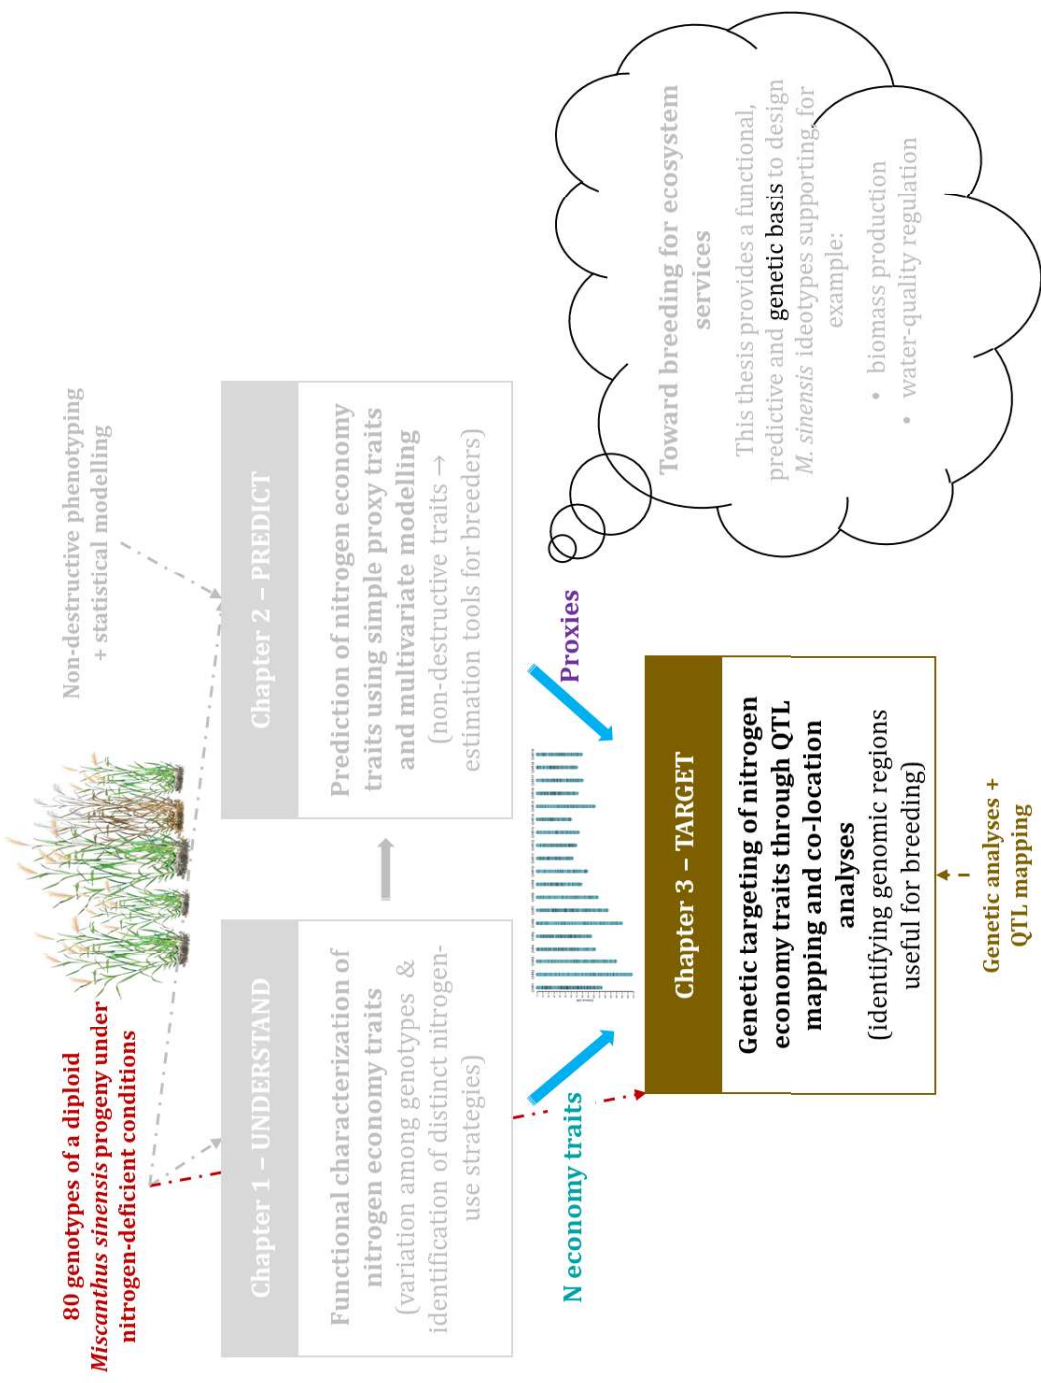 80 genotypes of a diploid
Miscanthus sinensis progeny under
nitrogen-deficient conditions
Non-destructive phenotyping
+ statistical modelling
Chapter 1 – UNDERSTAND
Functional characterization of
nitrogen economy traits
(variation among genotypes &
identification of distinct nitrogen-
use strategies)
Chapter 2 – PREDICT
Prediction of nitrogen economy
traits using simple proxy traits
and multivariate modelling
(non-destructive traits →
estimation tools for breeders)
N economy traits
Proxies
Chapter 3 – TARGET
Genetic targeting of nitrogen
economy traits through QTL
mapping and co-location
analyses
(identifying genomic regions
useful for breeding)
Genetic analyses +
QTL mapping
Toward breeding for ecosystem
services
This thesis provides a functional,
predictive and genetic basis to design
M. sinensis ideotypes supporting, for
example:
• biomass production
• water-quality regulation